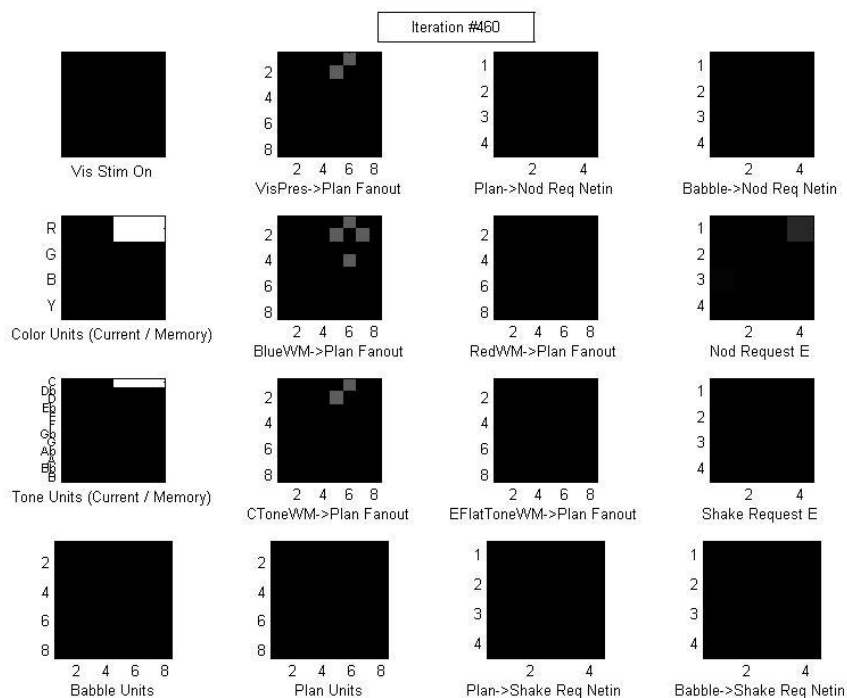 Iteration #460
1
2
2
1
4
2
2
6
3
3
8
4
4
2 4 6 8
2 4
2 4
Vis Stim On
VisPres->Plan Fanout
Plan->Nod Req Netin
Babble->Nod Req Netin
R
G
B
Y
2
4
6
8
2
4
6
8
1
2
3
4
2 4 6 8
2 4 6 8
2 4
Color Units (Current / Memory)
BlueWM->Plan Fanout
RedWM->Plan Fanout
Nod Request E
C
Db
D
Eb
E
F
Gb
G
Ab
A
Bb
B
2
4
6
8
2
4
6
8
1
2
3
4
2 4 6 8
2 4 6 8
2 4
Tone Units (Current / Memory)
CToneWM->Plan Fanout
EFlatToneWM->Plan Fanout
Shake Request E
2
4
6
8
2
4
6
8
1
2
3
4
1
2
3
4
2 4 6 8
2 4 6 8
2 4
2 4
Babble Units
Plan Units
Plan->Shake Req Netin
Babble->Shake Req Netin